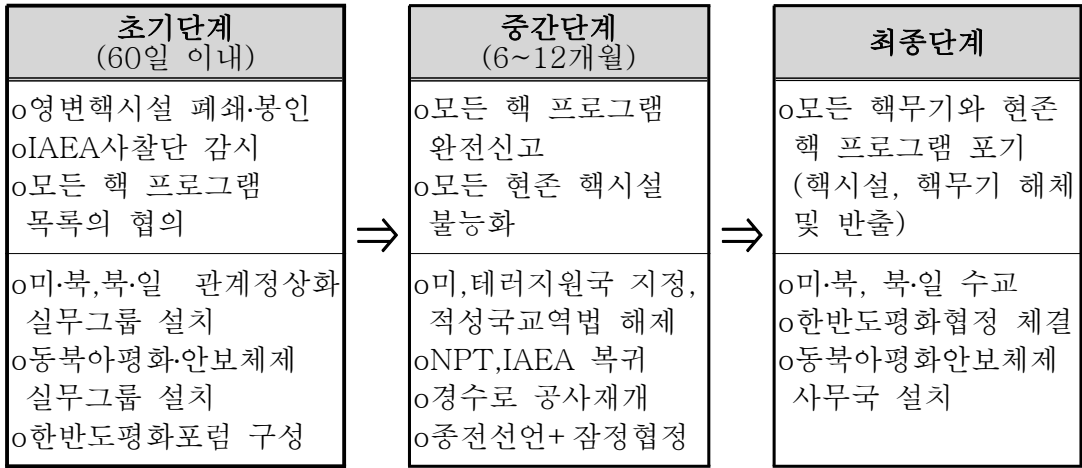 초기단계
(60일 이내)
o영변핵시설 폐쇄·봉인
oIAEA사찰단 감시
o모든 핵 프로그램
목록의 협의
o미·북,북·일 관계정상화
실무그룹 설치
o동북아평화·안보체제
실무그룹 설치
o한반도평화포럼 구성
⇒
중간단계
(6~12개월)
o모든 핵 프로그램
완전신고
o모든 현존 핵시설
불능화
o미,테러지원국 지정,
적성국교역법 해제
oNPT,IAEA 복귀
o경수로 공사재개
o종전선언+ 잠정협정
⇒
최종단계
o모든 핵무기와 현존
핵 프로그램 포기
(핵시설, 핵무기 해체
및 반출)
o미·북, 북·일 수교
o한반도평화협정 체결
o동북아평화안보체제
사무국 설치